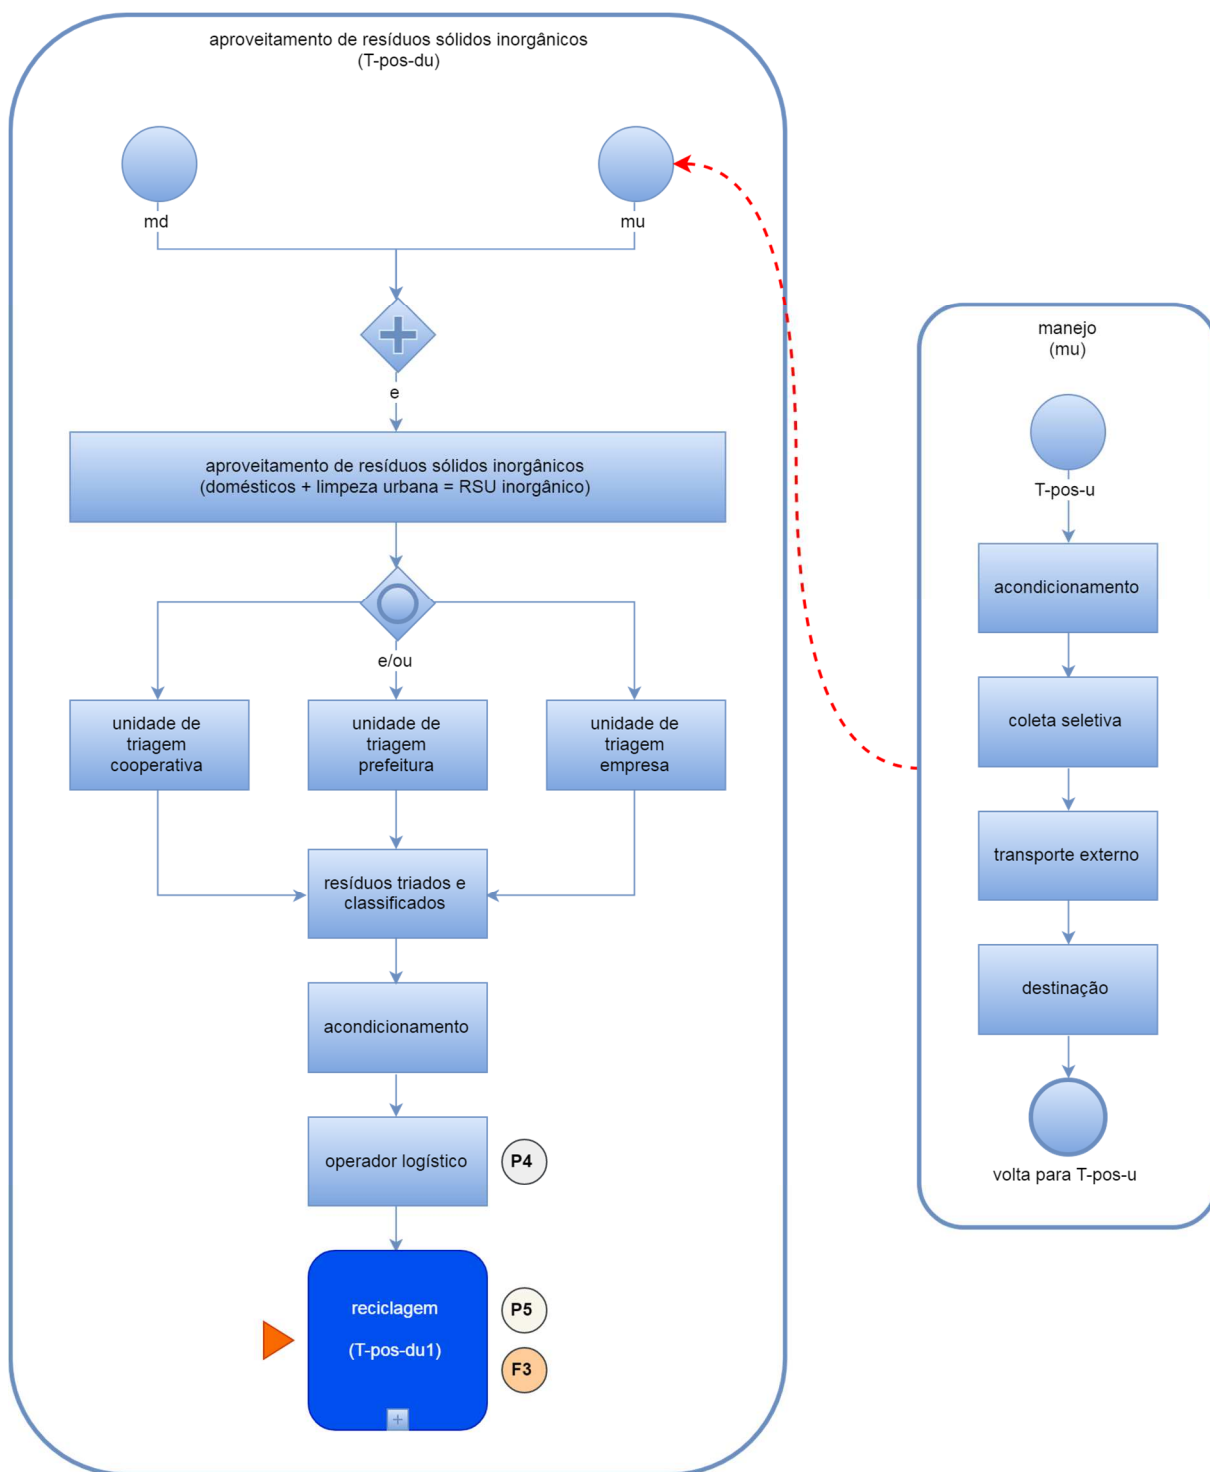 aproveitamento de resíduos sólidos inorgânicos
(T-pos-du)
md
mu
e
aproveitamento de resíduos sólidos inorgânicos
(domésticos + limpeza urbana = RSU inorgânico)
e/ou
unidade de
triagem
cooperativa
unidade de
triagem
prefeitura
unidade de
triagem
empresa
resíduos triados e
classificados
acondicionamento
operador logístico
P4
reciclagem
(T-pos-du1)
P5
F3
manejo
(mu)
T-pos-u
acondicionamento
coleta seletiva
transporte externo
destinação
volta para T-pos-u